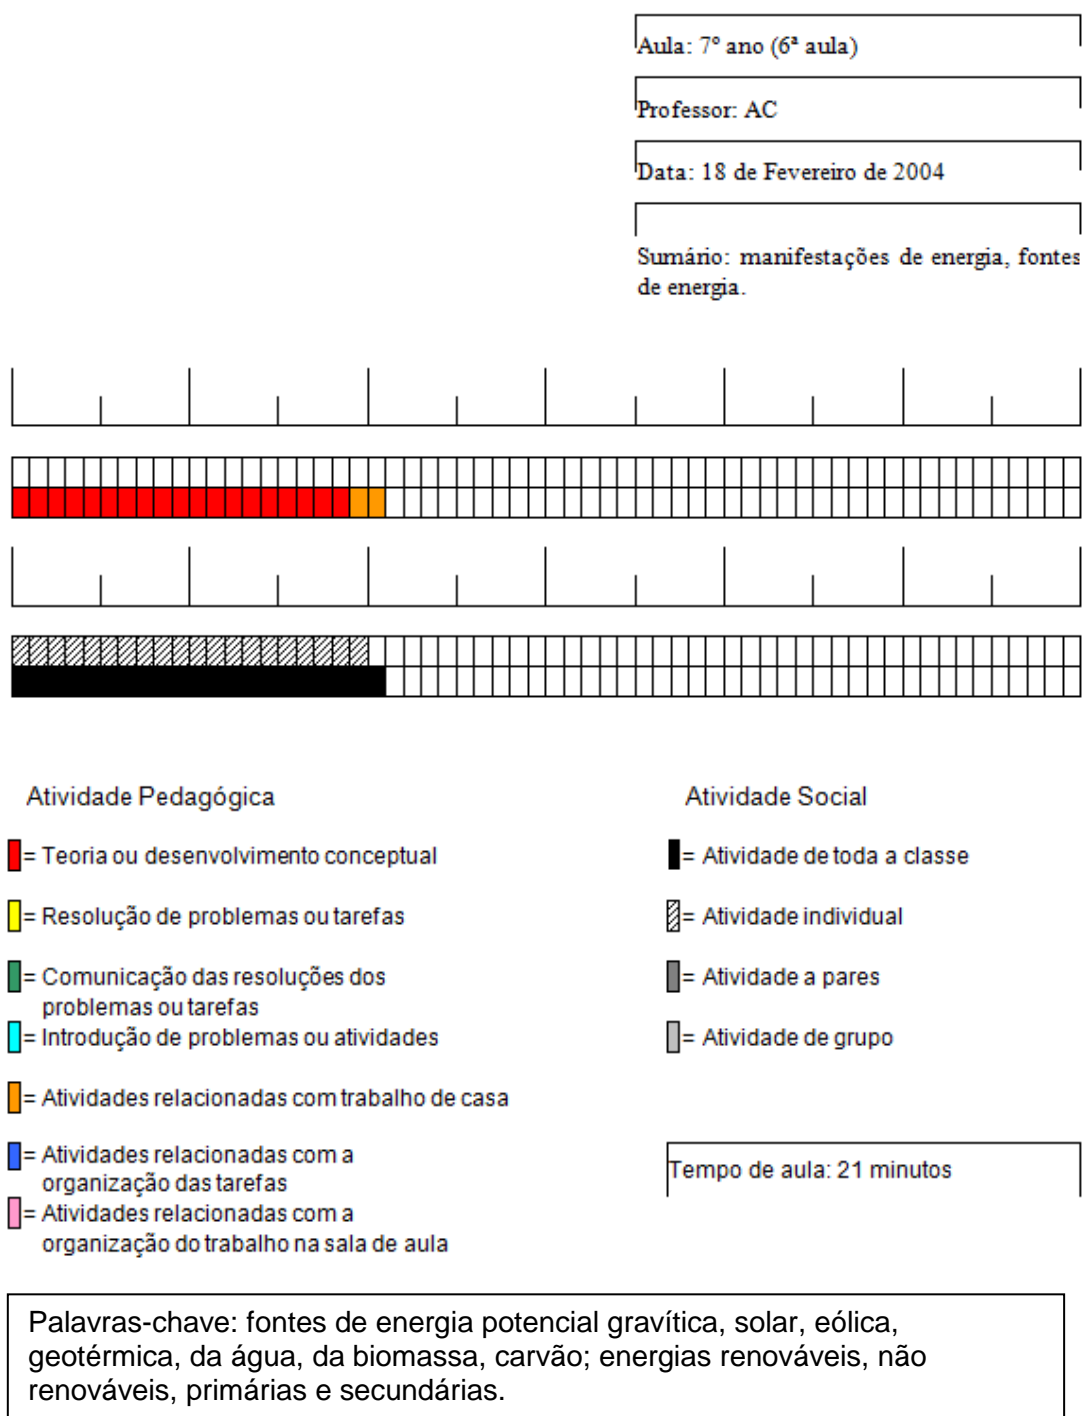 Aula: 7º ano (6ª aula)
Professor: AC
Data: 18 de Fevereiro de 2004
Sumário: manifestações de energia, fontes
de energia.
Atividade Pedagógica
= Teoria ou desenvolvimento conceptual
= Resolução de problemas ou tarefas
= Comunicação das resoluções dos
problemas ou tarefas
= Introdução de problemas ou atividades
= Atividades relacionadas com trabalho de casa
= Atividades relacionadas com a
organização das tarefas
= Atividades relacionadas com a
organização do trabalho na sala de aula
Atividade Social
= Atividade de toda a classe
= Atividade individual
= Atividade a pares
= Atividade de grupo
Tempo de aula: 21 minutos
Palavras-chave: fontes de energia potencial gravítica, solar, eólica,
geotérmica, da água, da biomassa, carvão; energias renováveis, não
renováveis, primárias e secundárias.